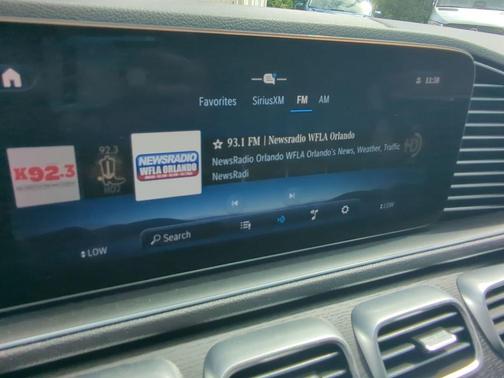 11:38
Favorites SiriusXM FM AM
☆ 93.1 FM | Newsradio WFLA Orlando
NewsRadio Orlando WFLA Orlando's News, Weather, Traffic
NewsRadi
K92.3
92.3
NEWSRADIO
WFLA ORLANDO
HD
LOW
Search
LOW